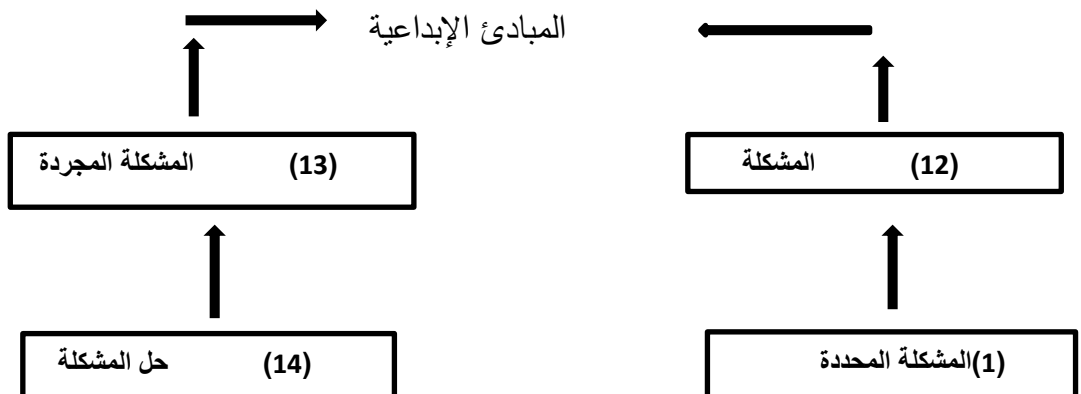 المبادئ الإبداعية
(12) المشكلة
(13) المشكلة المجردة
(1)المشكلة المحددة
(14) حل المشكلة